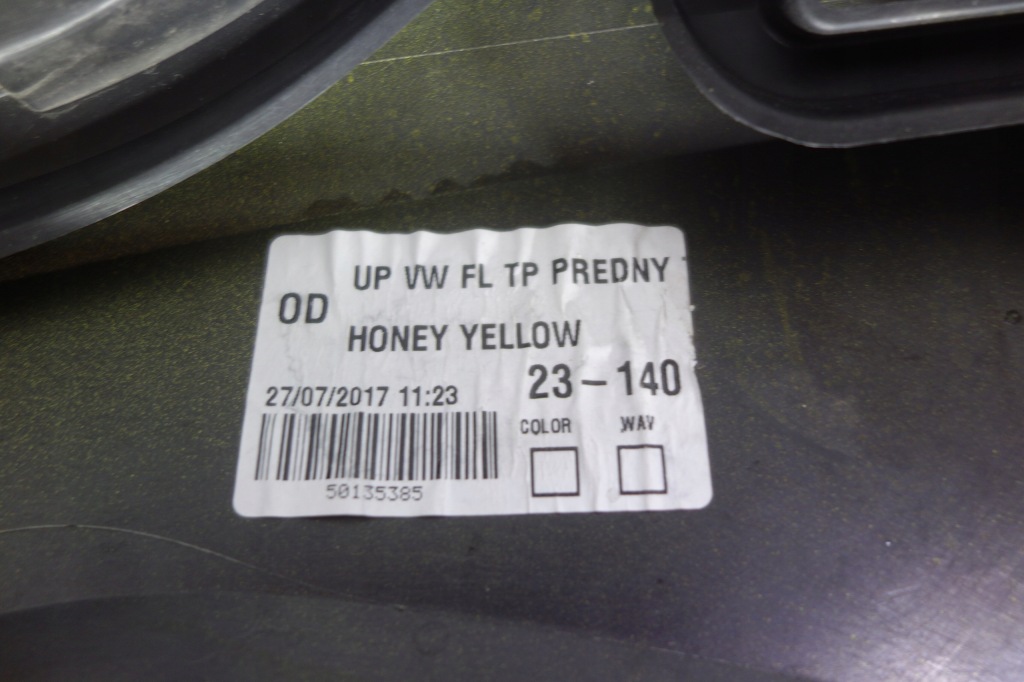 UP VW FL TP PREDNY
OD
HONEY YELLOW
23-140
27/07/2017 11:23
COLOR WAV
50135385